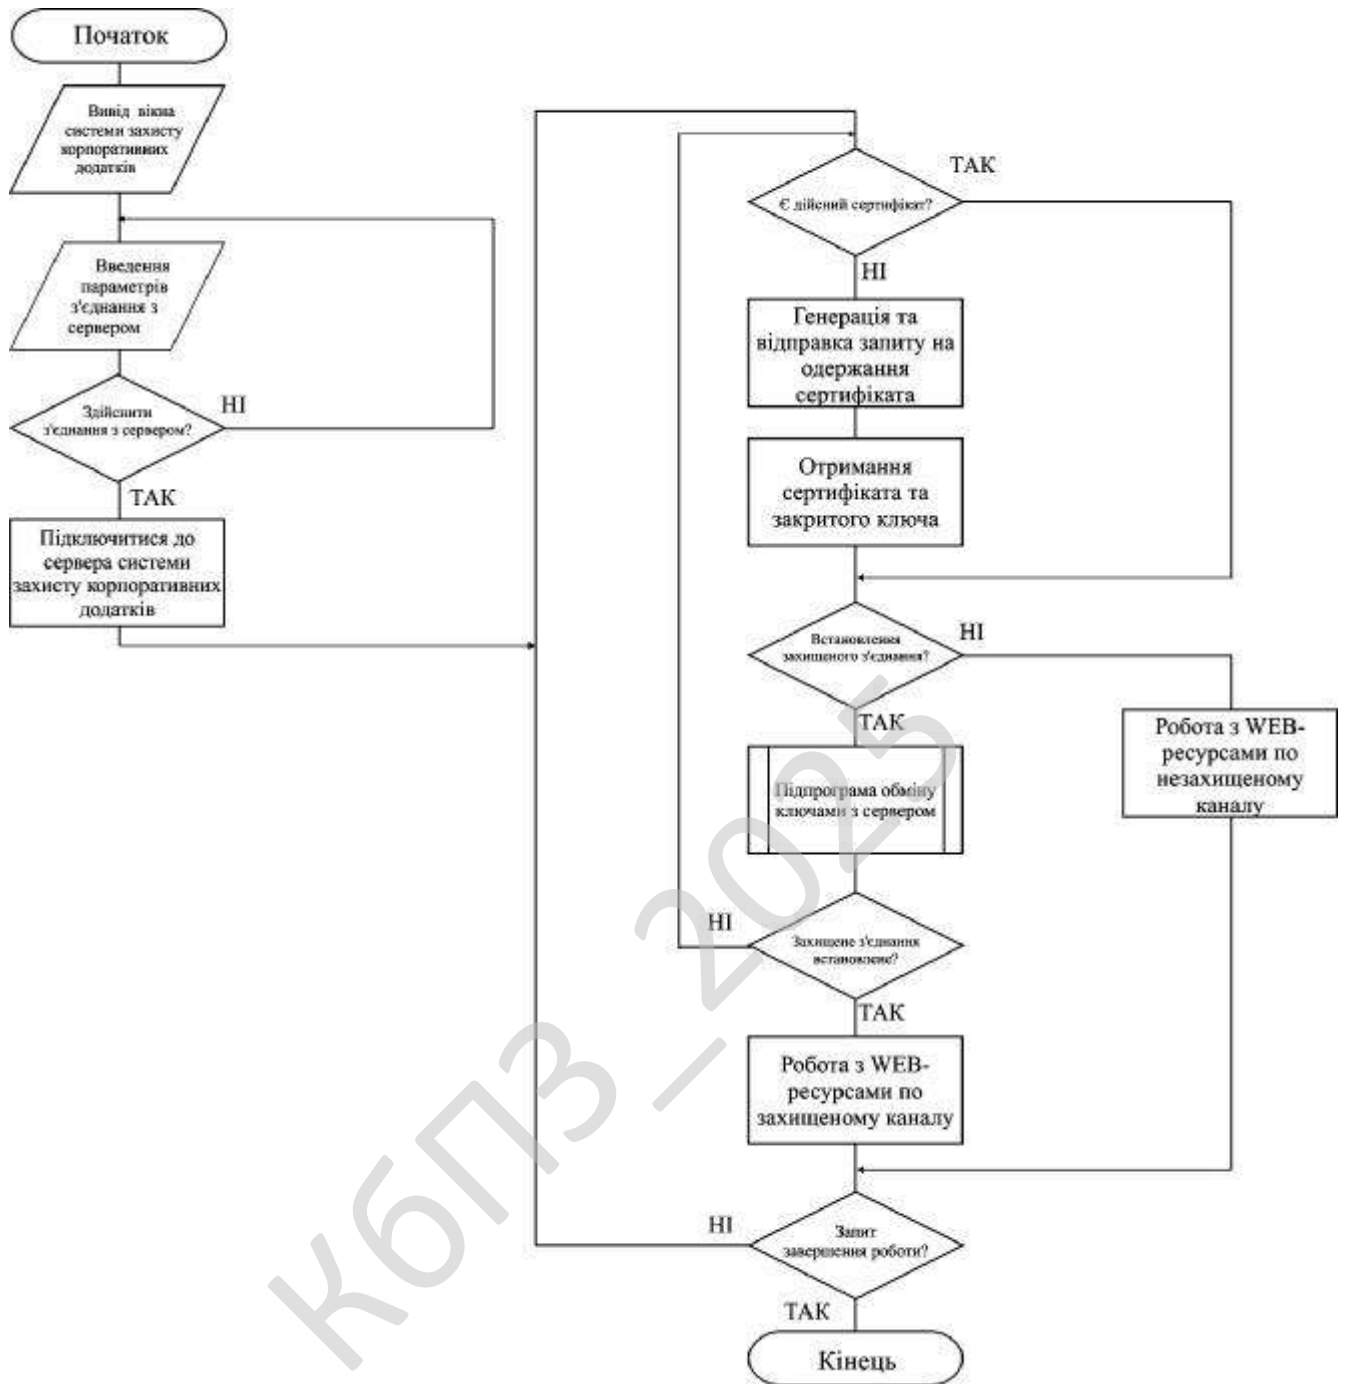 Початок
Вивід вікна
системи захисту
корпоративних
додатків
Введення
параметрів
з'єднання з
сервером
Здійснити
з'єднання з сервером?
НІ
ТАК
Підключитися до
сервера системи
захисту корпоративних
додатків
Є дійсний сертифікат?
ТАК
НІ
Генерація та
відправка запиту на
одержання
сертифіката
Отримання
сертифіката та
закритого ключа
Встановлення
захищеного з'єднання?
НІ
ТАК
Робота з WEB-
ресурсами по
незахищеному
каналу
Підпрограма обміну
ключами з сервером
Захищене з'єднання
встановлене?
НІ
ТАК
Робота з WEB-
ресурсами по
захищеному каналу
Запит
завершення роботи?
НІ
ТАК
Кінець
КбПЗ_2025